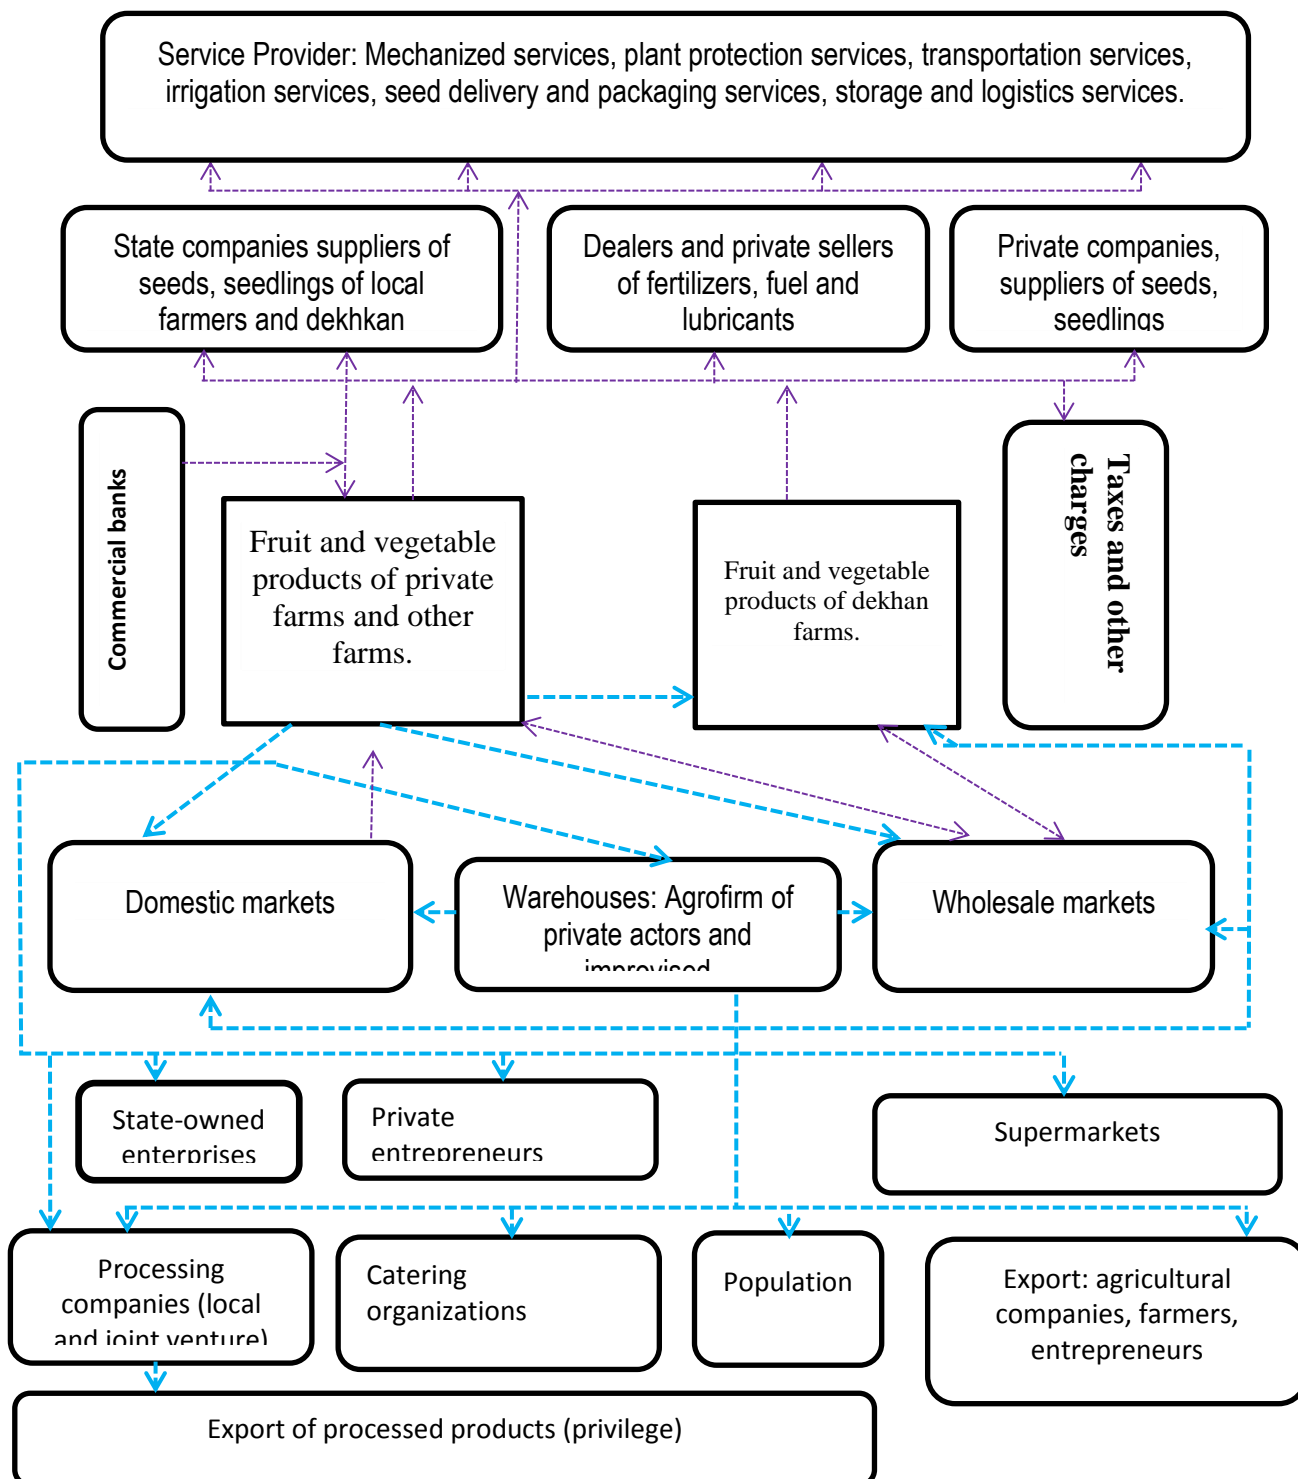 Service Provider: Mechanized services, plant protection services, transportation services,
irrigation services, seed delivery and packaging services, storage and logistics services.
State companies suppliers of
seeds, seedlings of local
farmers and dekhkan
Dealers and private sellers
of fertilizers, fuel and
lubricants
Private companies,
suppliers of seeds,
seedlings
Commercial banks
Fruit and vegetable
products of private
farms and other
farms.
Fruit and vegetable
products of dekhan
farms.
Taxes and other
charges
Domestic markets
Warehouses: Agrofirm of
private actors and
improvised
Wholesale markets
State-owned
enterprises
Private
entrepreneurs
Supermarkets
Processing
companies (local
and joint venture)
Catering
organizations
Population
Export: agricultural
companies, farmers,
entrepreneurs
Export of processed products (privilege)